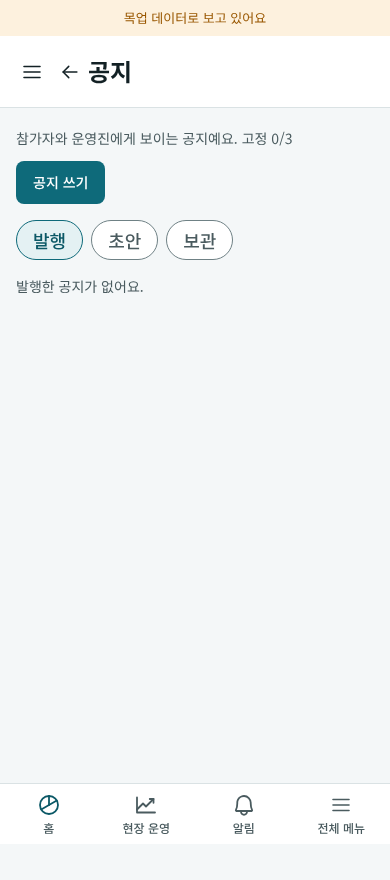 목업 데이터로 보고 있어요
공지
참가자와 운영진에게 보이는 공지예요. 고정 0/3
공지 쓰기
발행 초안 보관
발행한 공지가 없어요.
홈 현장 운영 알림 전체 메뉴